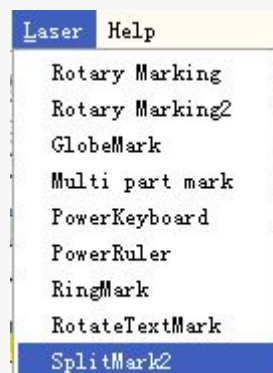 Laser Help
Rotary Marking
Rotary Marking2
GlobeMark
Multi part mark
PowerKeyboard
PowerRuler
RingMark
RotateTextMark
SplitMark2